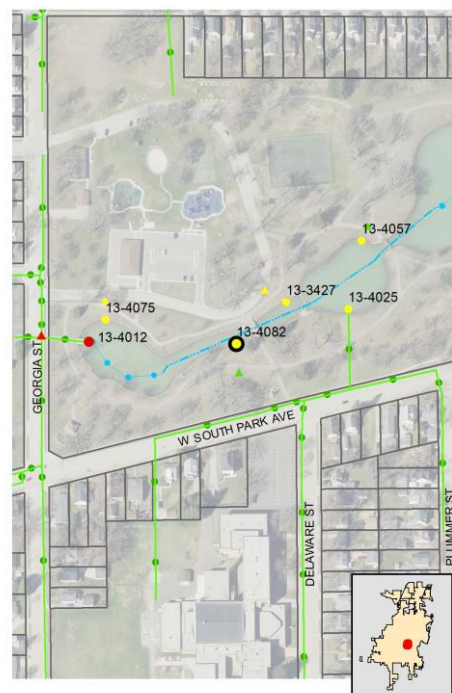 13-4057
13-3427
13-4075
13-4025
13-4012
13-4082
GEORGIA ST
W SOUTH PARK AVE
DELAWARE ST
PLUMMER ST